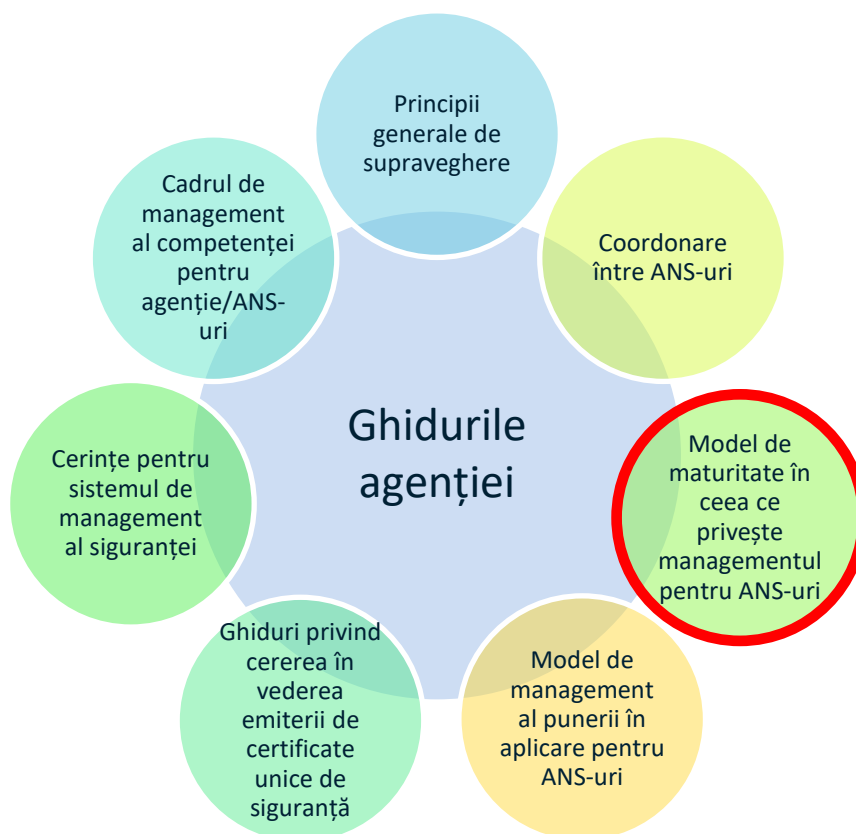 Principii
generale de
supraveghere
Coordonare
între ANS-uri
Model de
maturitate în
ceea ce
privește
managementul
pentru ANS-uri
Model de
management
al punerii în
aplicare pentru
ANS-uri
Ghiduri privind
cererea în
vederea
emiterii de
certificate
unice de
siguranță
Cerințe pentru
sistemul de
management
al siguranței
Cadrul de
management
al competenței
pentru
agenție/ANS-
uri
Ghidurile
agenției